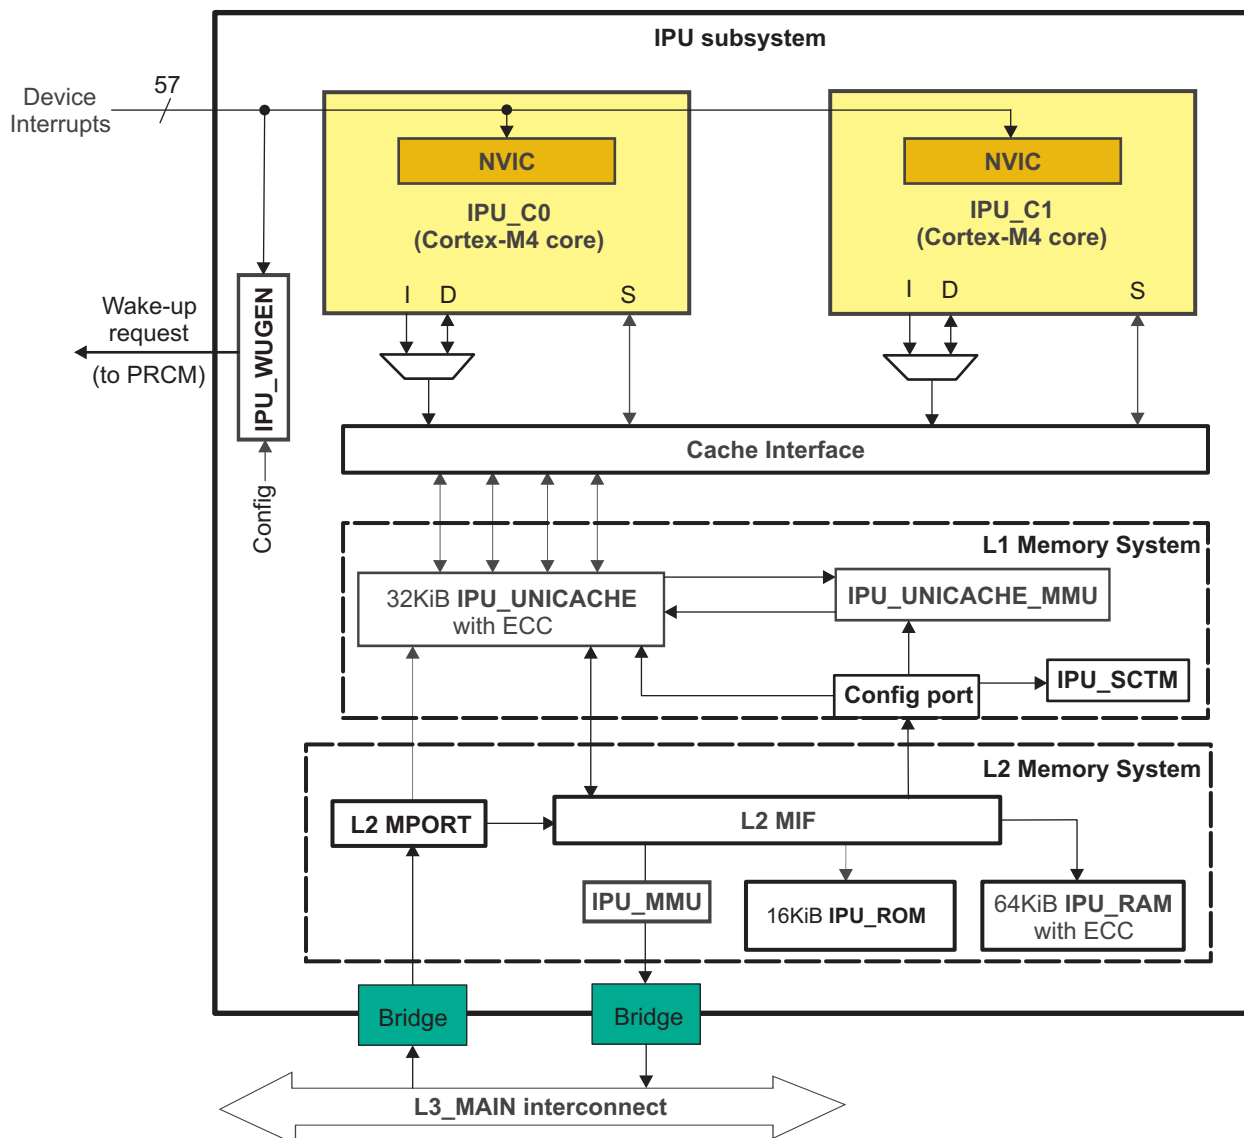 IPU subsystem
57
Device
Interrupts
NVIC
IPU_C0
(Cortex-M4 core)
I D S
NVIC
IPU_C1
(Cortex-M4 core)
I D S
Wake-up
request
(to PRCM)
IPU_WUGEN
Config
Cache Interface
L1 Memory System
32KiB IPU_UNICACHE
with ECC
IPU_UNICACHE_MMU
Config port
IPU_SCTM
L2 Memory System
L2 MPORT
L2 MIF
IPU_MMU
16KiB IPU_ROM
64KiB IPU_RAM
with ECC
Bridge
Bridge
L3_MAIN interconnect